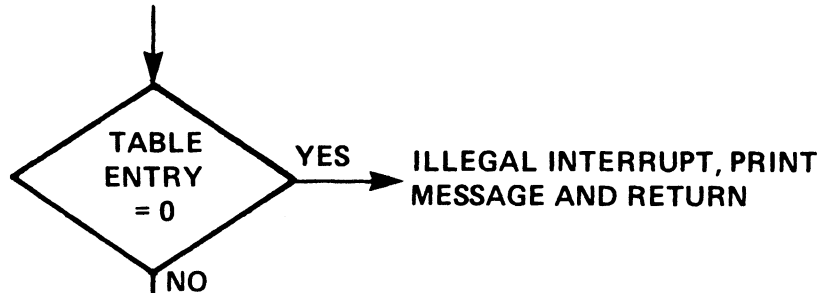 TABLE
ENTRY
= 0
YES
ILLEGAL INTERRUPT, PRINT
MESSAGE AND RETURN
NO